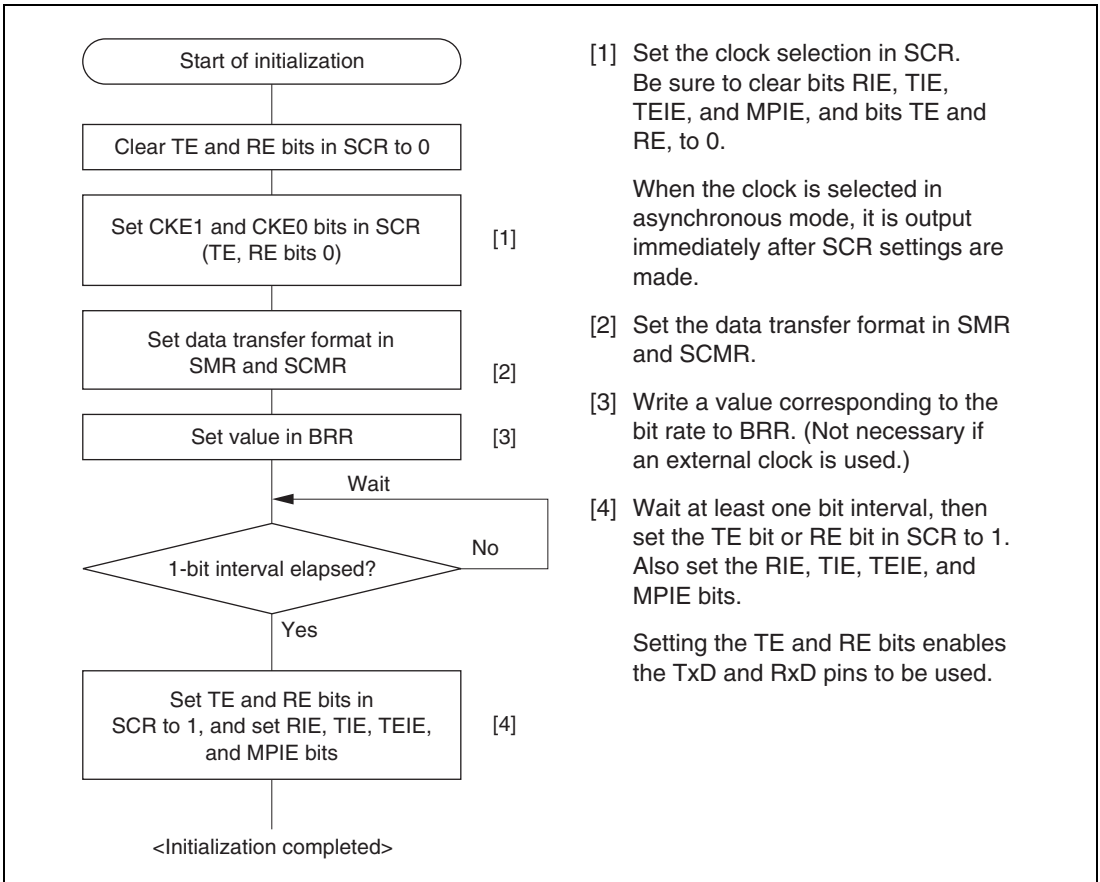 Start of initialization
Clear TE and RE bits in SCR to 0
Set CKE1 and CKE0 bits in SCR
(TE, RE bits 0)
[1]
Set data transfer format in
SMR and SCMR
[2]
Set value in BRR
[3]
Wait
No
1-bit interval elapsed?
Yes
Set TE and RE bits in
SCR to 1, and set RIE, TIE, TEIE,
and MPIE bits
[4]
<Initialization completed>
[1] Set the clock selection in SCR.
Be sure to clear bits RIE, TIE,
TEIE, and MPIE, and bits TE and
RE, to 0.
When the clock is selected in
asynchronous mode, it is output
immediately after SCR settings are
made.
[2] Set the data transfer format in SMR
and SCMR.
[3] Write a value corresponding to the
bit rate to BRR. (Not necessary if
an external clock is used.)
[4] Wait at least one bit interval, then
set the TE bit or RE bit in SCR to 1.
Also set the RIE, TIE, TEIE, and
MPIE bits.
Setting the TE and RE bits enables
the TxD and RxD pins to be used.